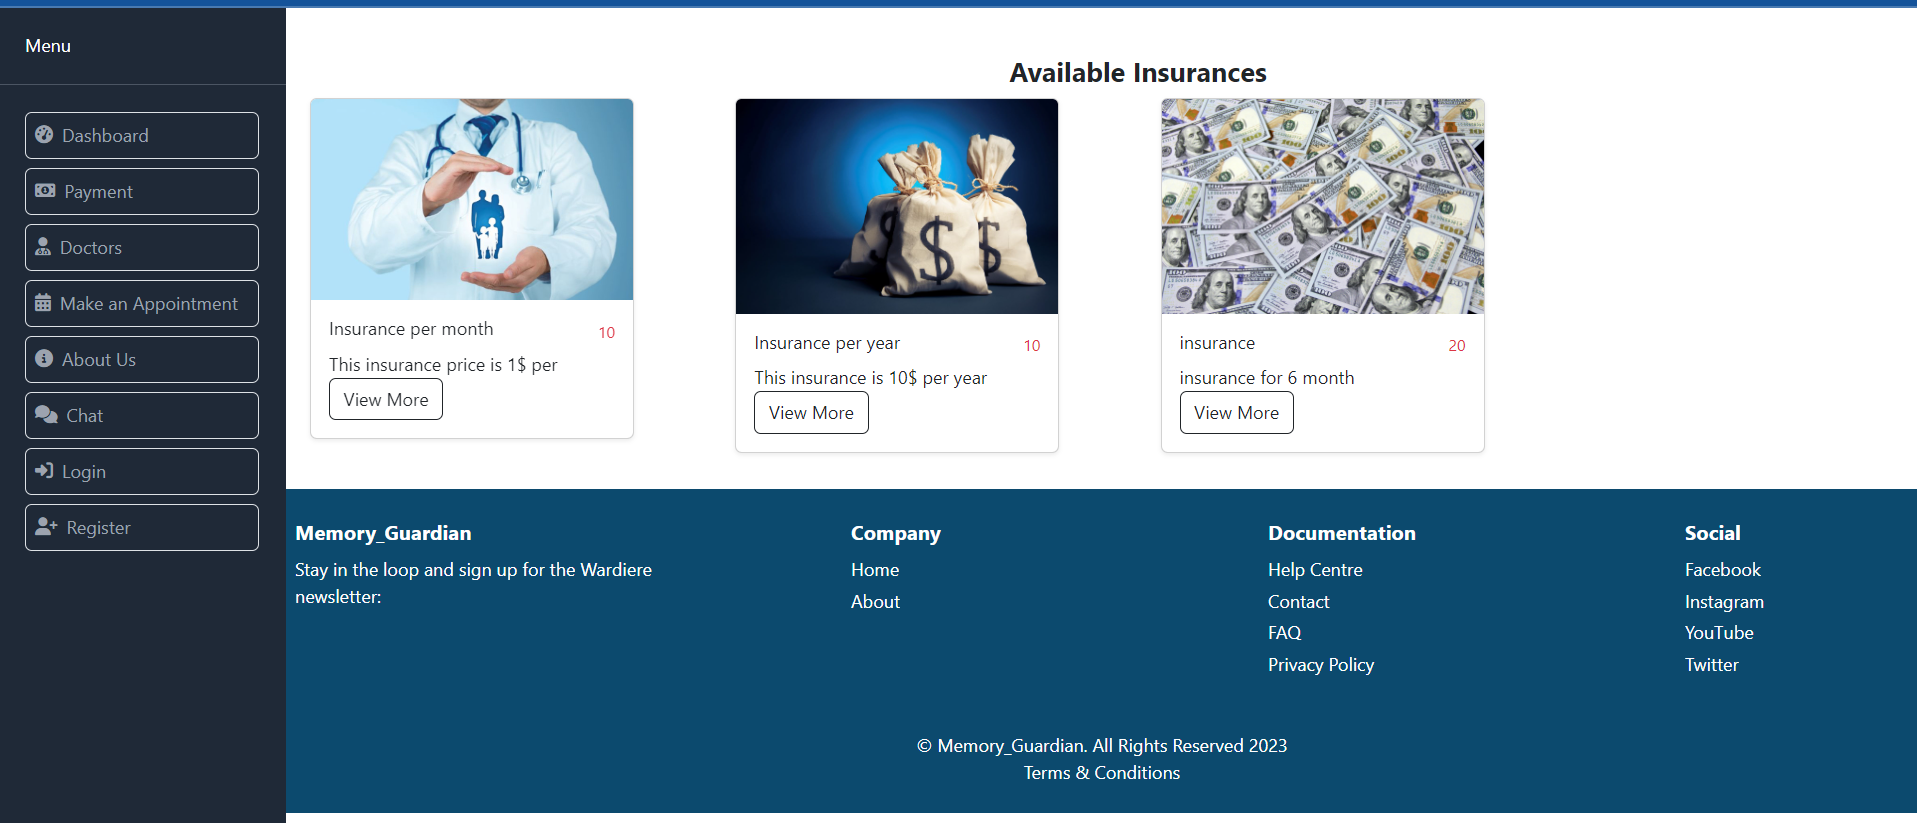 Menu
Dashboard
Payment
Doctors
Make an Appointment
About Us
Chat
Login
Register
Available Insurances
Insurance per month 10
This insurance price is 1$ per
View More
$ $
Insurance per year 10
This insurance is 10$ per year
View More
insurance 20
insurance for 6 month
View More
Memory_Guardian
Stay in the loop and sign up for the Wardiere
newsletter:
Company
Home
About
Documentation
Help Centre
Contact
FAQ
Privacy Policy
Social
Facebook
Instagram
YouTube
Twitter
© Memory_Guardian. All Rights Reserved 2023
Terms & Conditions